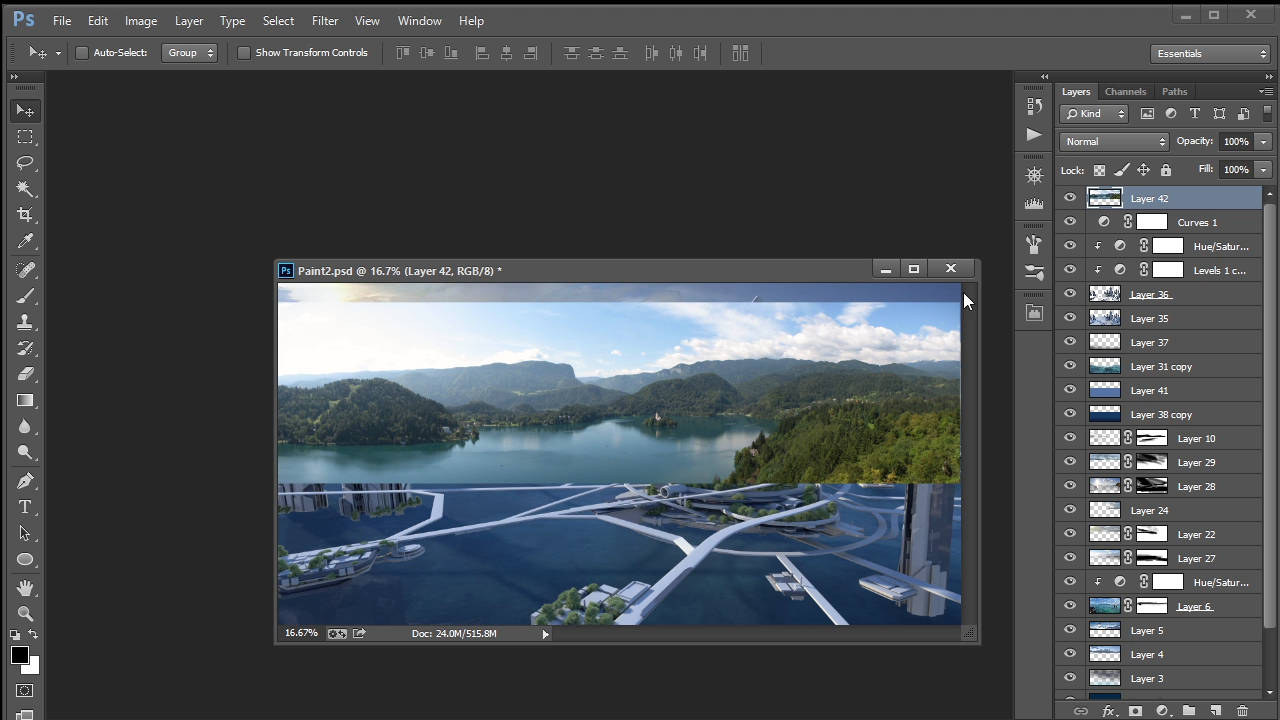 Ps File Edit Image Layer Type Select Filter View Window Help
Auto-Select: Group Show Transform Controls Essentials
Layers Channels Paths
Kind
Normal Opacity: 100%
Lock: Fill: 100%
Layer 42
Curves 1
Hue/Satur...
Levels 1 c...
Layer 36
Layer 35
Layer 37
Layer 31 copy
Layer 41
Layer 38 copy
Layer 10
Layer 29
Layer 28
Layer 24
Layer 22
Layer 27
Hue/Satur...
Layer 6
Layer 5
Layer 4
Layer 3
Ps Paint2.psd @ 16.7% (Layer 42, RGB/8) *
16.67% Doc: 24.0M/515.8M